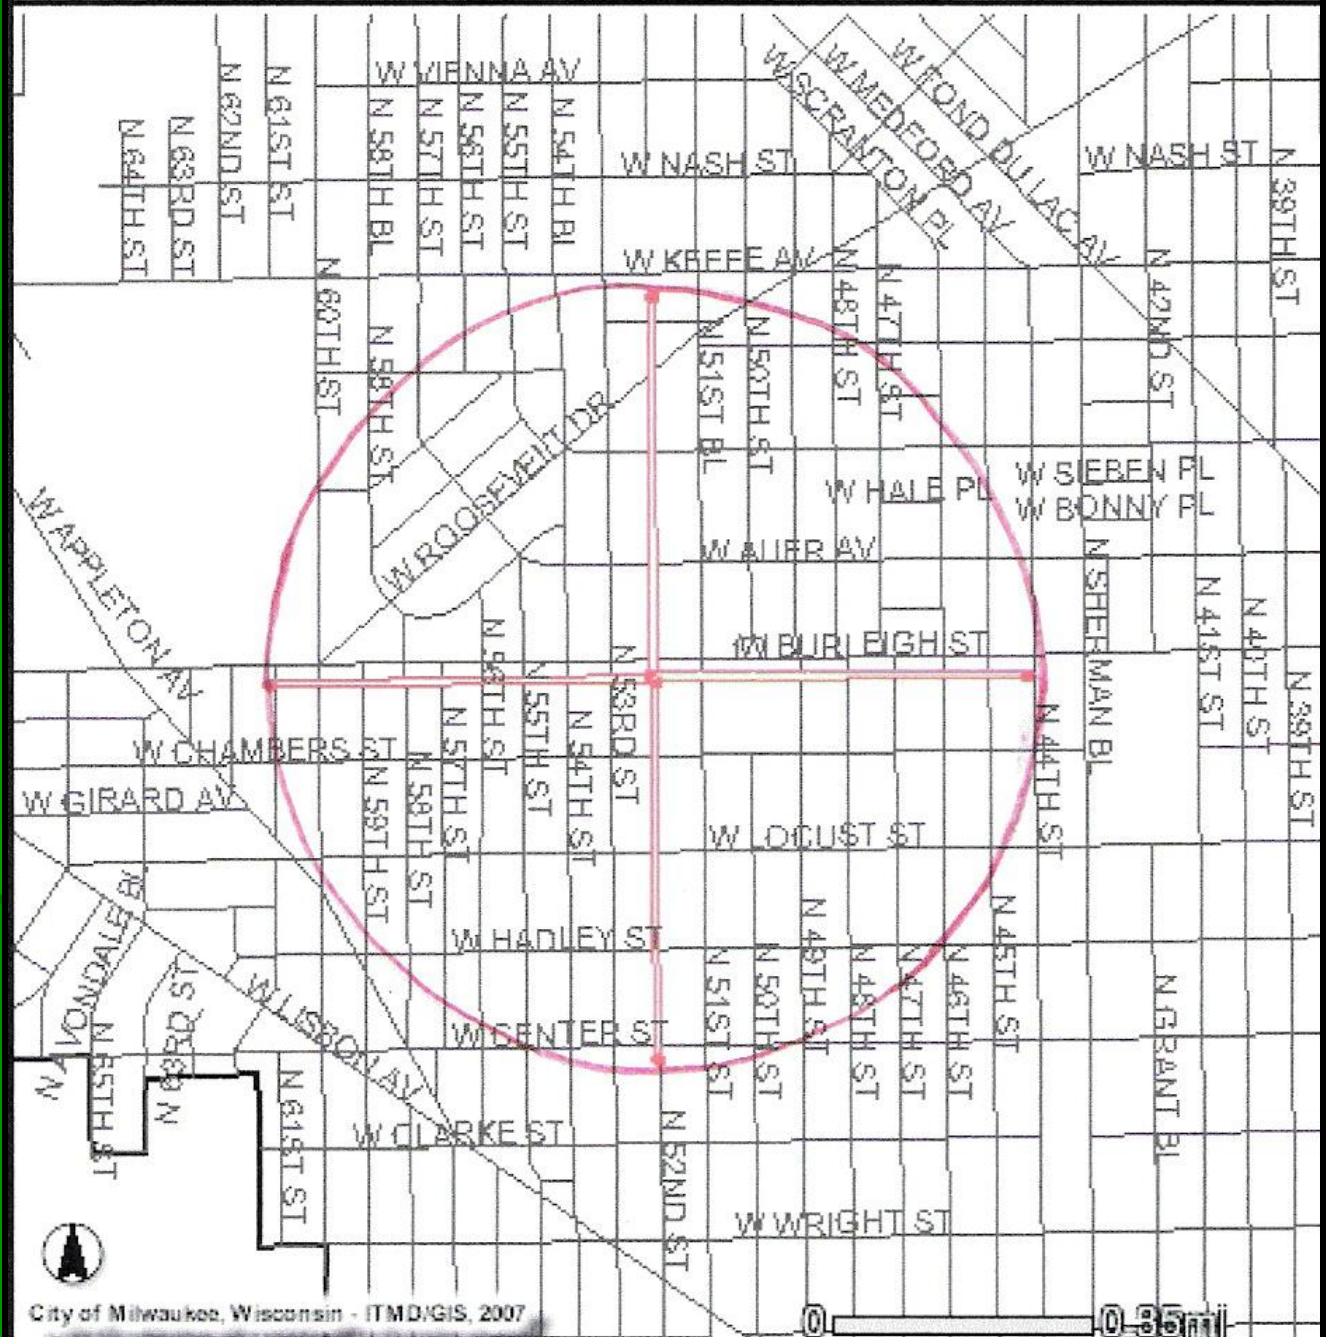 W VIENNA AV
W SCRANTON PL
W MEDFORD AV
W FOND DU LAC AV
N 64TH ST
N 63RD ST
N 62ND ST
N 61ST ST
N 58TH BL
N 57TH ST
N 56TH ST
N 55TH ST
N 54TH BL
W NASH ST
W NASH ST
N 39TH ST
W KEEFE AV
N 60TH ST
N 58TH ST
N 51ST BL
N 50TH ST
N 48TH ST
N 47TH ST
N 42ND ST
W ROOSEVELT DR
W HALE PL
W SIEBEN PL
W BONNY PL
W APPLETON AV
W AUER AV
N SHERMAN BL
N 41ST ST
N 40TH ST
N 39TH ST
W BURLEIGH ST
N 56TH ST
N 55TH ST
N 53RD ST
N 57TH ST
N 54TH ST
N 44TH ST
W CHAMBERS ST
N 59TH ST
N 58TH ST
W GIRARD AV
W LOCUST ST
N AVONDALE BL
W HADLEY ST
N 49TH ST
N 45TH ST
N 51ST ST
N 50TH ST
N 48TH ST
N 47TH ST
N 46TH ST
N GRANT BL
N 65TH ST
N 63RD ST
W LISBON AV
W CENTER ST
N 61ST ST
W CLARKE ST
N 52ND ST
W WRIGHT ST
City of Milwaukee, Wisconsin - ITMD/GIS, 2007
0 0.35mi